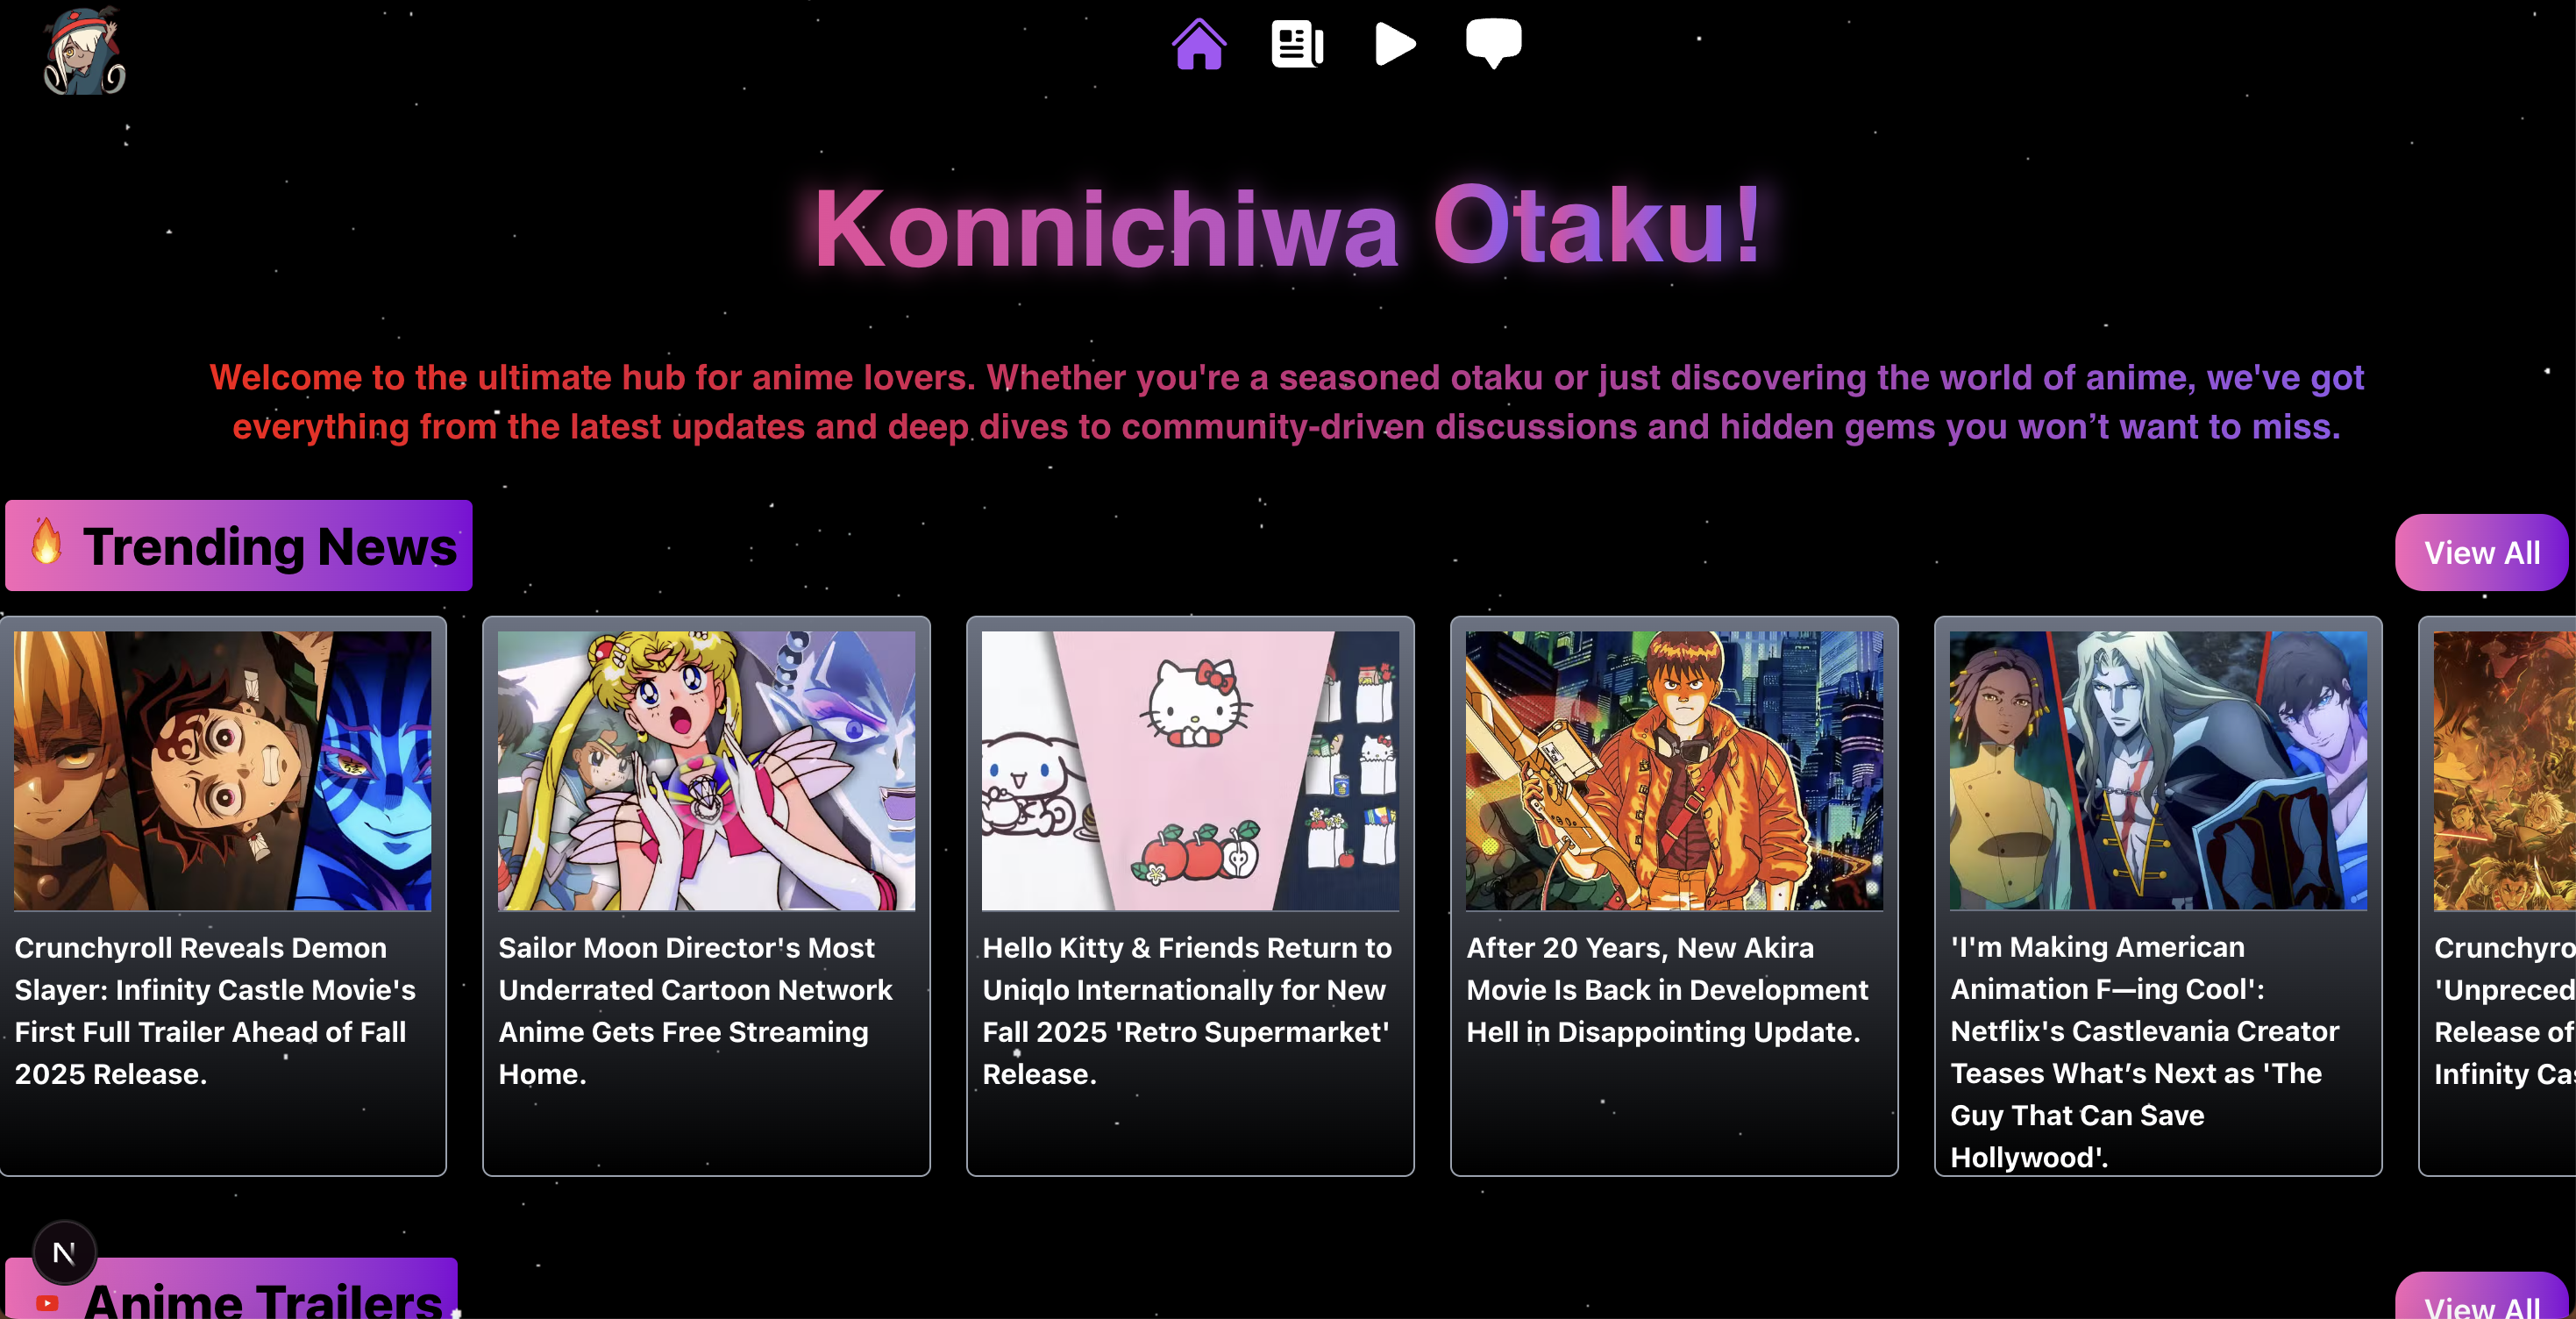 Konnichiwa Otaku!
Welcome to the ultimate hub for anime lovers. Whether you're a seasoned otaku or just discovering the world of anime, we've got
everything from the latest updates and deep dives to community-driven discussions and hidden gems you won’t want to miss.
Trending News
View All
Crunchyroll Reveals Demon
Slayer: Infinity Castle Movie's
First Full Trailer Ahead of Fall
2025 Release.
Sailor Moon Director's Most
Underrated Cartoon Network
Anime Gets Free Streaming
Home.
Hello Kitty & Friends Return to
Uniqlo Internationally for New
Fall 2025 'Retro Supermarket'
Release.
After 20 Years, New Akira
Movie Is Back in Development
Hell in Disappointing Update.
'I'm Making American
Animation F—ing Cool':
Netflix's Castlevania Creator
Teases What’s Next as 'The
Guy That Can Save
Hollywood'.
Crunchyro
'Unpreced
Release of
Infinity Cas
N
Anime Trailers
View All